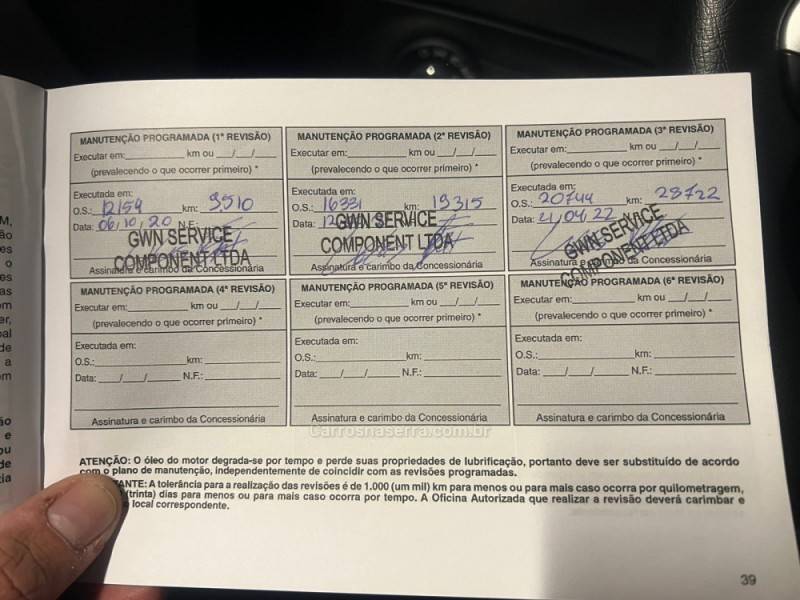 MANUTENÇÃO PROGRAMADA (1ª REVISÃO)
Executar em: km ou / /
(prevalecendo o que ocorrer primeiro) *
Executada em:
O.S.: 12154 km: 9.510
Data: 06, 10, 20 N.F.
GWN SERVICE
COMPONENT LTDA
Assinatura e carimbo da Concessionária
MANUTENÇÃO PROGRAMADA (2ª REVISÃO)
Executar em: km ou / /
(prevalecendo o que ocorrer primeiro) *
Executada em:
O.S.: 16331 km: 19315
Data: 12
GWN SERVICE
COMPONENT LTDA
Assinatura e carimbo da Concessionária
MANUTENÇÃO PROGRAMADA (3ª REVISÃO)
Executar em: km ou / /
(prevalecendo o que ocorrer primeiro) *
Executada em:
O.S.: 20744 km: 28722
Data: 04, 22
GWN SERVICE
COMPONENT LTDA
Assinatura e carimbo da Concessionária
MANUTENÇÃO PROGRAMADA (4ª REVISÃO)
Executar em: km ou / /
(prevalecendo o que ocorrer primeiro) *
Executada em:
O.S.: km:
Data: / / N.F.:
Assinatura e carimbo da Concessionária
MANUTENÇÃO PROGRAMADA (5ª REVISÃO)
Executar em: km ou / /
(prevalecendo o que ocorrer primeiro) *
Executada em:
O.S.: km:
Data: / / N.F.:
Assinatura e carimbo da Concessionária
MANUTENÇÃO PROGRAMADA (6ª REVISÃO)
Executar em: km ou / /
(prevalecendo o que ocorrer primeiro) *
Executada em:
O.S.: km:
Data: / / N.F.:
Assinatura e carimbo da Concessionária
Carrosnaserra.com.br
ATENÇÃO: O óleo do motor degrada-se por tempo e perde suas propriedades de lubrificação, portanto deve ser substituído de acordo
com o plano de manutenção, independentemente de coincidir com as revisões programadas.
TANTE: A tolerância para a realização das revisões é de 1.000 (um mil) km para menos ou para mais caso ocorra por quilometragem,
(trinta) dias para menos ou para mais caso ocorra por tempo. A Oficina Autorizada que realizar a revisão deverá carimbar e
local correspondente.
39